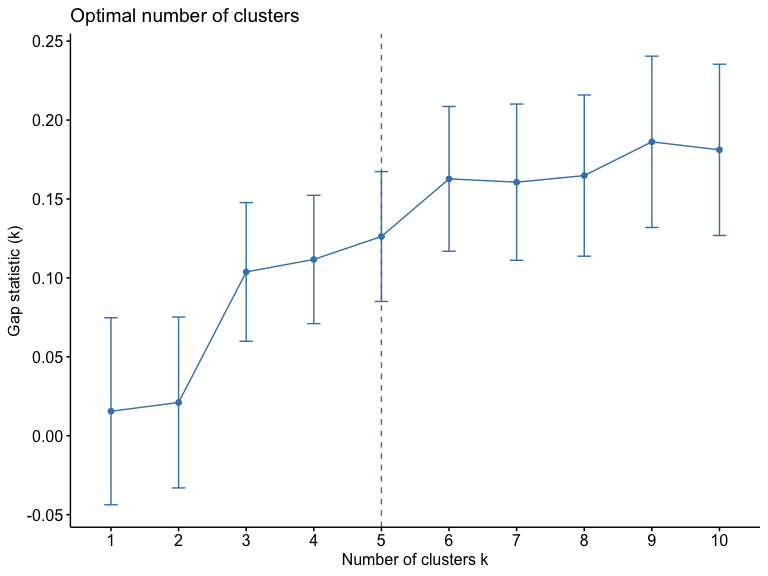 Optimal number of clusters
Gap statistic (k)
0.25
0.20
0.15
0.10
0.05
0.00
-0.05
1 2 3 4 5 6 7 8 9 10
Number of clusters k